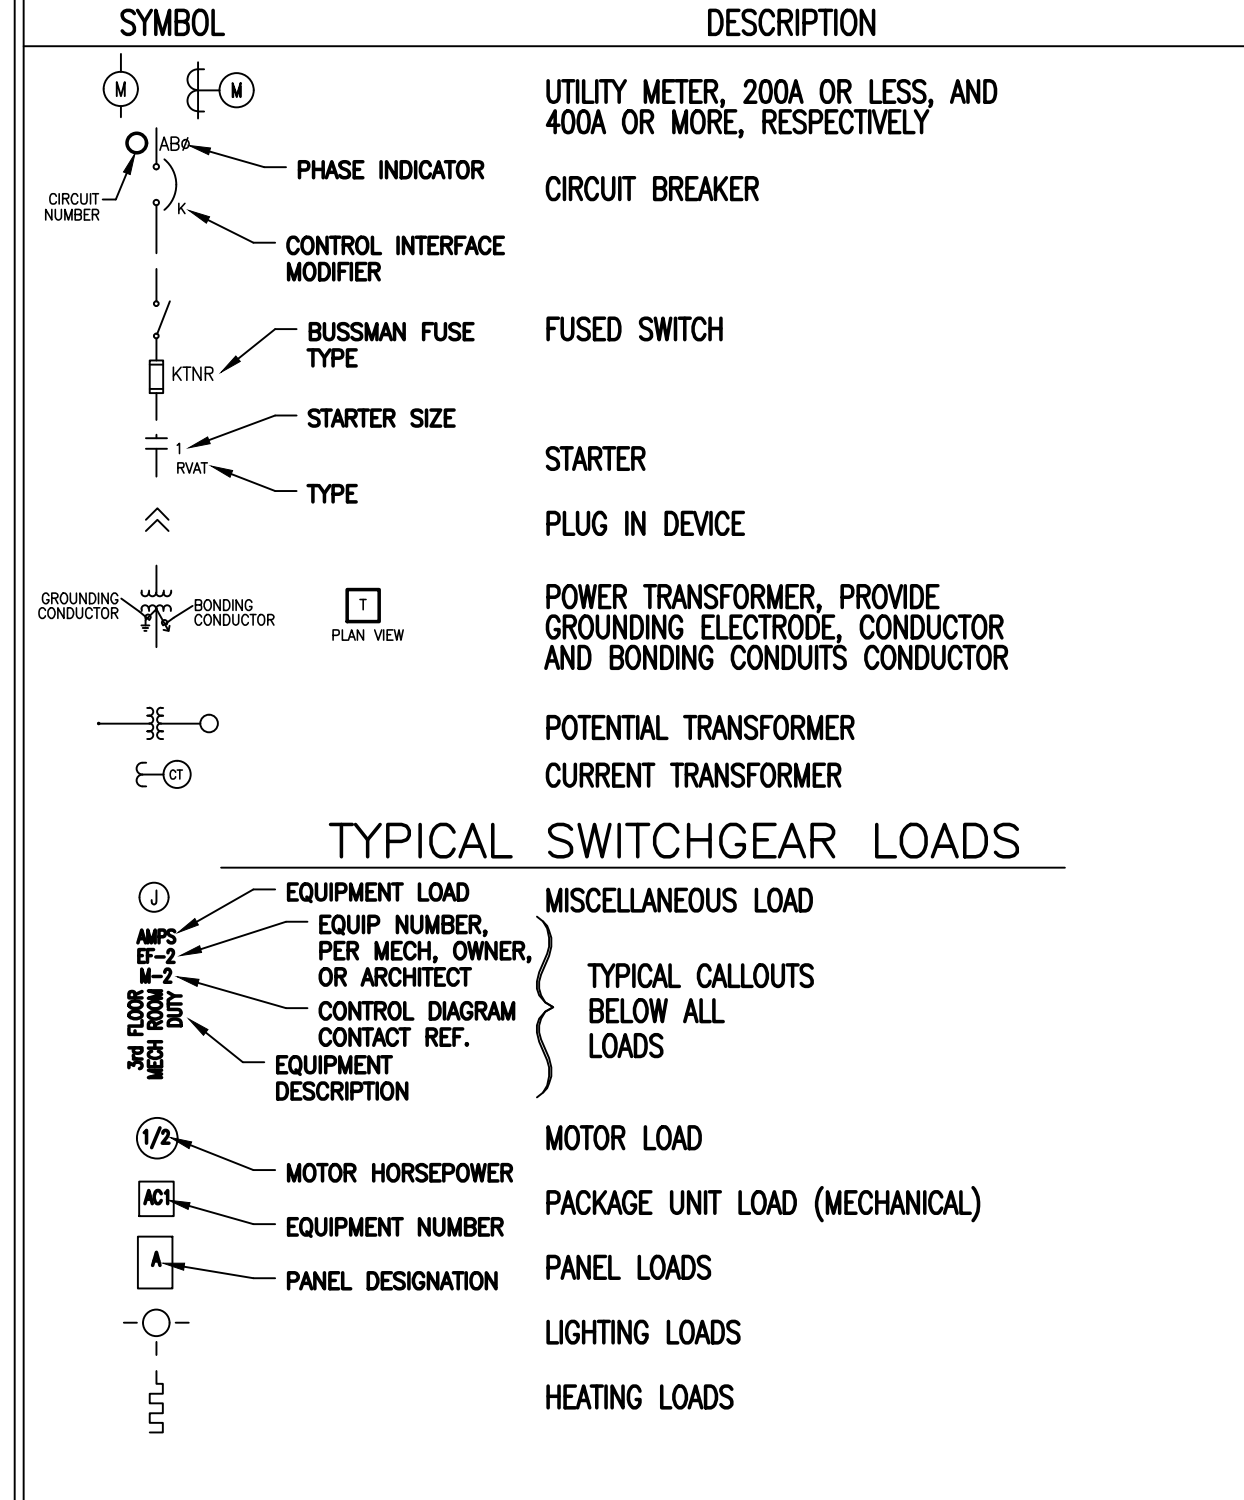 SYMBOL
DESCRIPTION
M
M
UTILITY METER, 200A OR LESS, AND
400A OR MORE, RESPECTIVELY
ABø
PHASE INDICATOR
CIRCUIT
NUMBER
K
CIRCUIT BREAKER
CONTROL INTERFACE
MODIFIER
BUSSMAN FUSE
TYPE
FUSED SWITCH
KTNR
STARTER SIZE
1
RVAT
STARTER
TYPE
PLUG IN DEVICE
GROUNDING
CONDUCTOR
BONDING
CONDUCTOR
T
PLAN VIEW
POWER TRANSFORMER, PROVIDE
GROUNDING ELECTRODE, CONDUCTOR
AND BONDING CONDUITS CONDUCTOR
POTENTIAL TRANSFORMER
CT
CURRENT TRANSFORMER
TYPICAL SWITCHGEAR LOADS
J
EQUIPMENT LOAD
MISCELLANEOUS LOAD
AMPS
EF-2
M-2
3rd FLOOR
MECH ROOM
DUTY
EQUIP NUMBER,
PER MECH, OWNER,
OR ARCHITECT
CONTROL DIAGRAM
CONTACT REF.
EQUIPMENT
DESCRIPTION
TYPICAL CALLOUTS
BELOW ALL
LOADS
1/2
MOTOR LOAD
MOTOR HORSEPOWER
AC1
PACKAGE UNIT LOAD (MECHANICAL)
EQUIPMENT NUMBER
A
PANEL LOADS
PANEL DESIGNATION
LIGHTING LOADS
HEATING LOADS